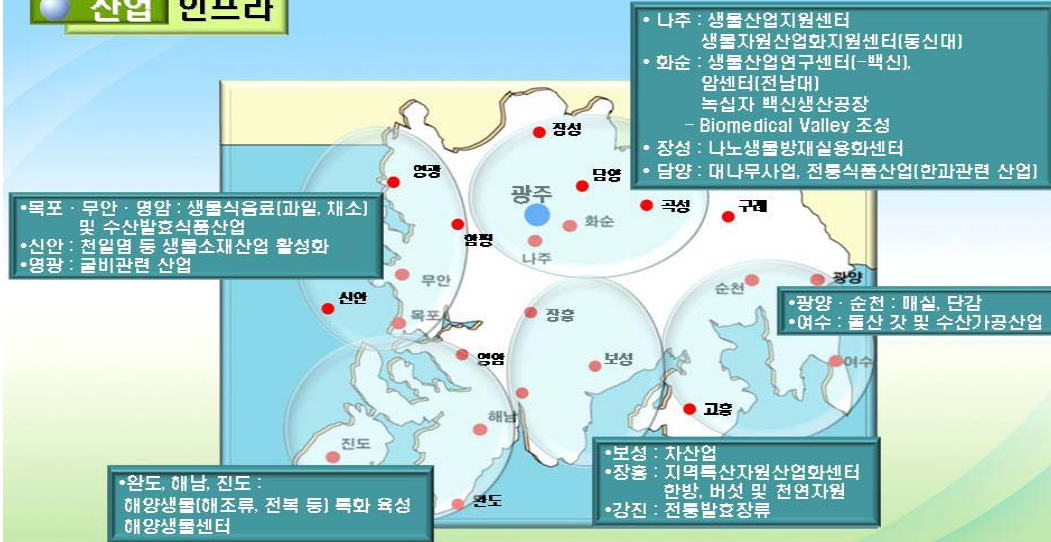 산업 인프라
• 나주 : 생물산업지원센터
생물자원산업화지원센터(동신대)
• 화순 : 생물산업연구센터(-백신),
암센터(전남대)
녹십자 백신생산공장
- Biomedical Valley 조성
• 장성 : 나노생물방재실용화센터
• 담양 : 대나무사업, 전통식품산업(한과관련 산업)
장성
영광
담양
광주
곡성
구례
함평
화순
나주
•목포 · 무안 · 영암 : 생물식음료(과일, 채소)
및 수산발효식품산업
•신안 : 천일염 등 생물소재산업 활성화
•영광 : 굴비관련 산업
무안
신안
목포
장흥
순천
광양
•광양 · 순천 : 매실, 단감
•여수 : 돌산 갓 및 수산가공산업
영암
보성
여수
해남
고흥
진도
완도
•완도, 해남, 진도 :
해양생물(해조류, 전복 등) 특화 육성
해양생물센터
•보성 : 차산업
•장흥 : 지역특산자원산업화센터
한방, 버섯 및 천연자원
•강진 : 전통발효장류